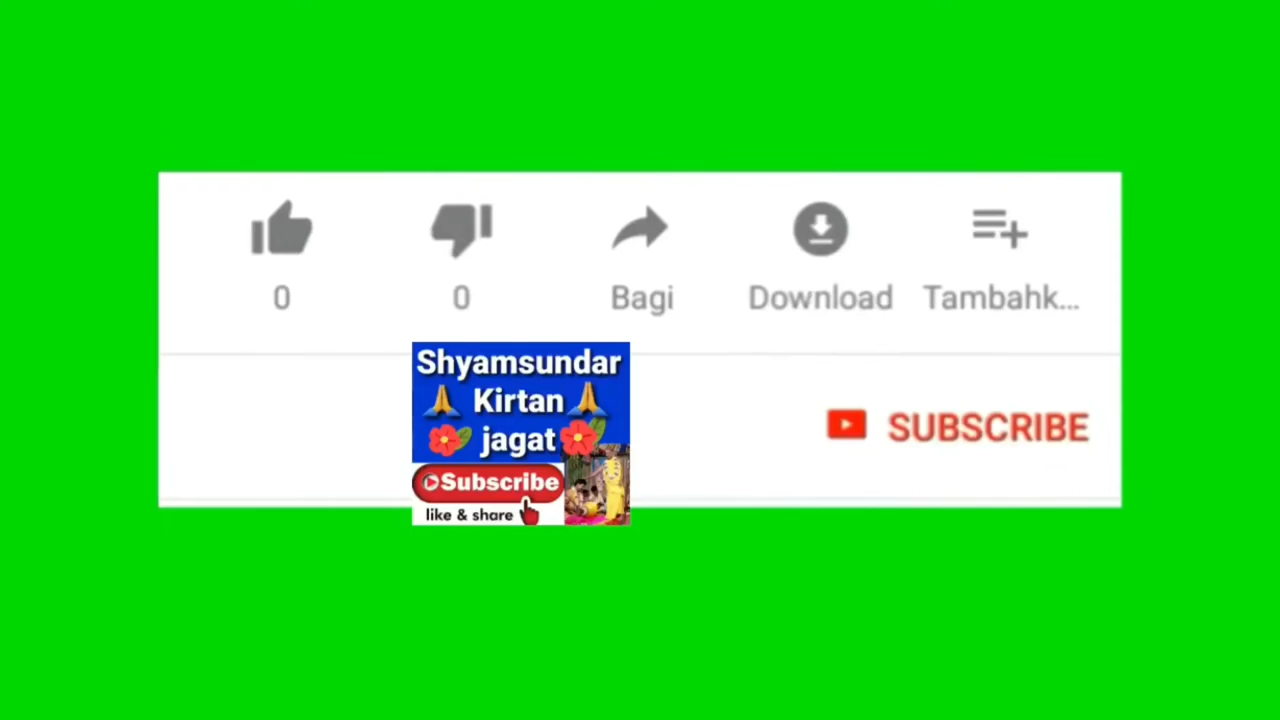 0 0 Bagi Download Tambahk...
Shyamsundar
Kirtan
jagat
SUBSCRIBE
Subscribe
like & share